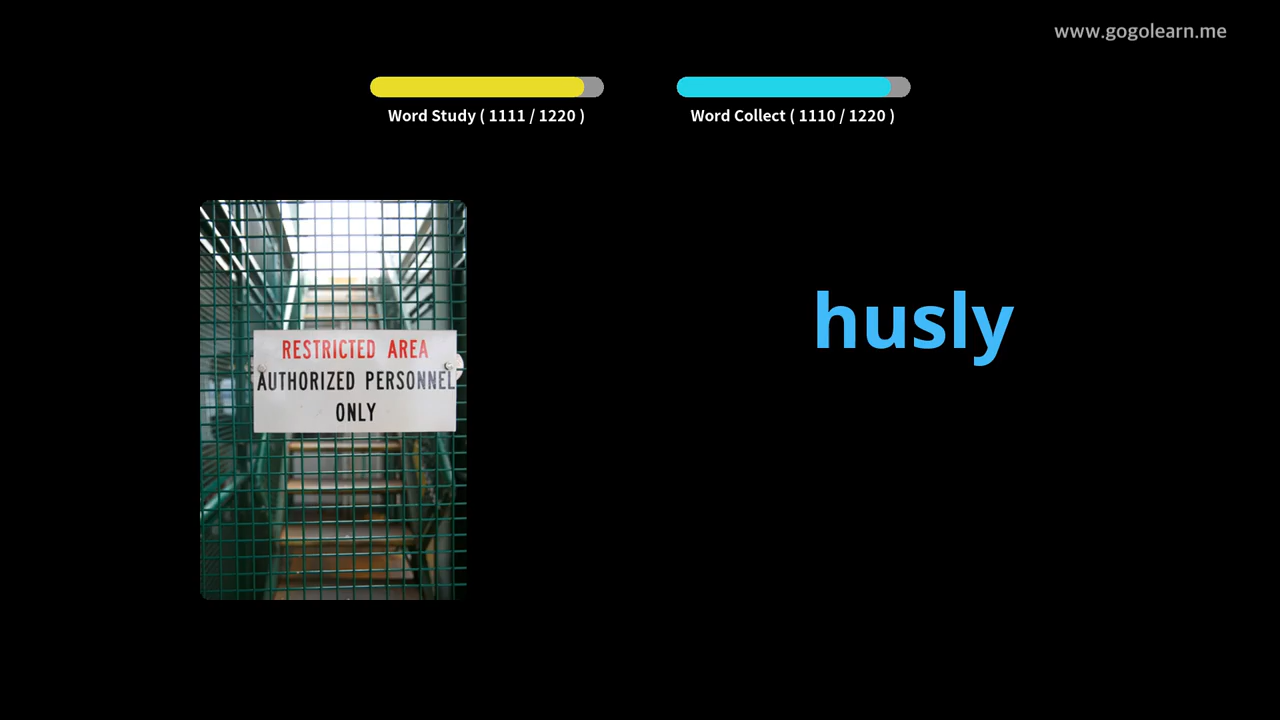 www.gogolearn.me
Word Study ( 1111 / 1220 )
Word Collect ( 1110 / 1220 )
RESTRICTED AREA
AUTHORIZED PERSONNEL
ONLY
husly